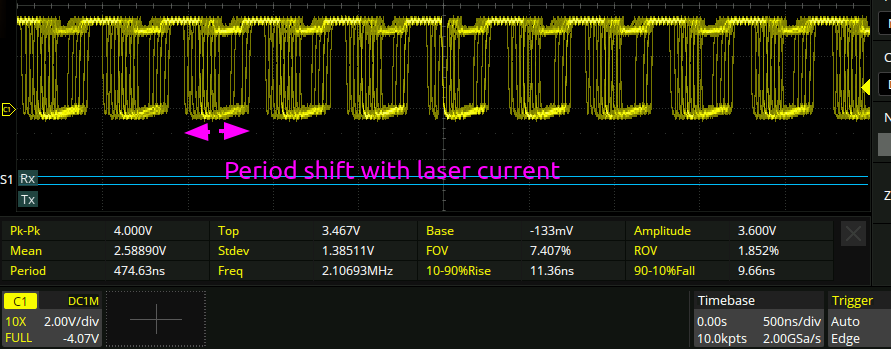 C1
Period shift with laser current
S1 Rx
Tx
Pk-Pk 4.000V Top 3.467V Base -133mV Amplitude 3.600V
Mean 2.58890V Stdev 1.38511V FOV 7.407% ROV 1.852%
Period 474.63ns Freq 2.10693MHz 10-90%Rise 11.36ns 90-10%Fall 9.66ns
C1 DC1M Timebase Trigger
10X 2.00V/div 0.00s 500ns/div Auto
FULL -4.07V 10.0kpts 2.00GSa/s Edge